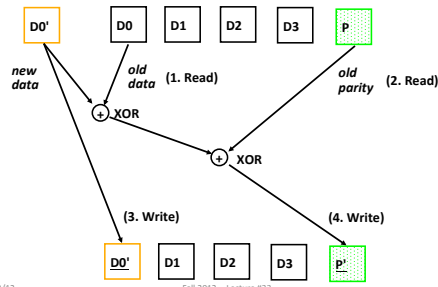 D0' D0 D1 D2 D3 P
new data
old data (1. Read)
old parity (2. Read)
+ XOR
+ XOR
(3. Write) (4. Write)
D0' D1 D2 D3 P'